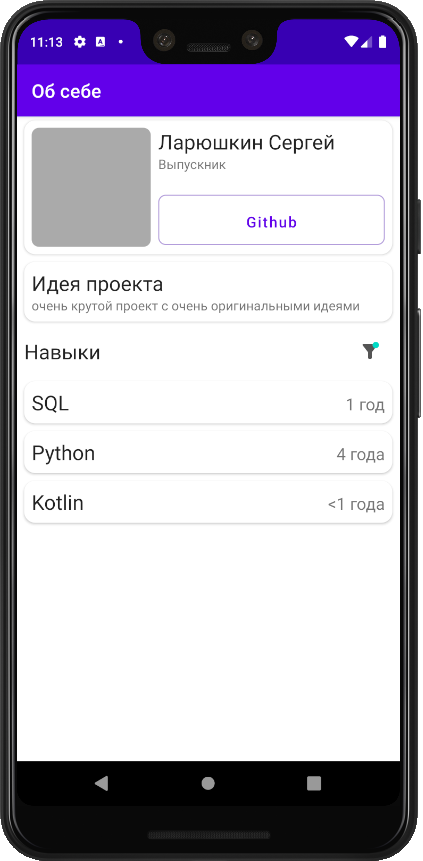 11:13
Об себе
Ларюшкин Сергей
Выпускник
Github
Идея проекта
очень крутой проект с очень оригинальными идеями
Навыки
SQL 1 год
Python 4 года
Kotlin <1 года